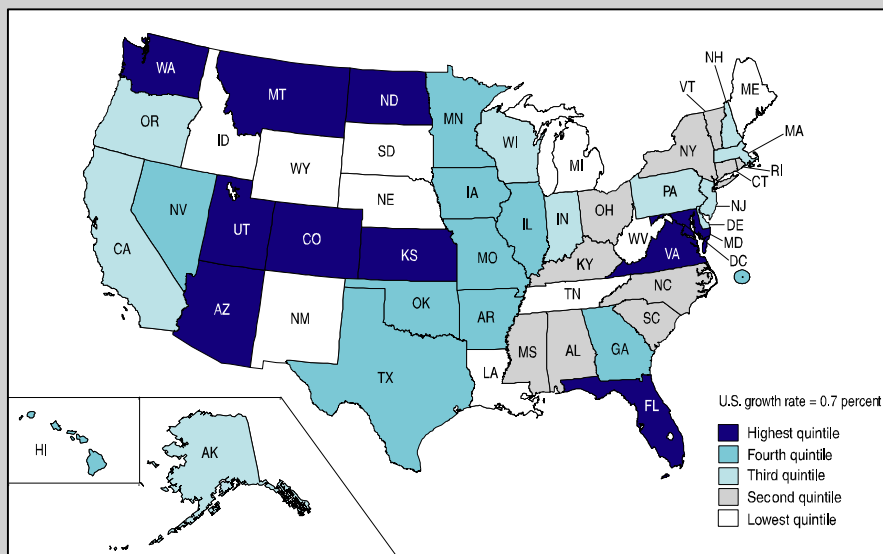 WA
MT
ND
MN
OR
ID
WY
SD
WI
MI
NE
IA
NV
UT
CO
KS
MO
IL
IN
OH
CA
AZ
NM
OK
AR
TX
LA
MS
AL
GA
FL
TN
KY
WV
VA
NC
SC
PA
NY
VT
NH
ME
MA
RI
CT
NJ
DE
MD
DC
HI
AK
U.S. growth rate = 0.7 percent
Highest quintile
Fourth quintile
Third quintile
Second quintile
Lowest quintile